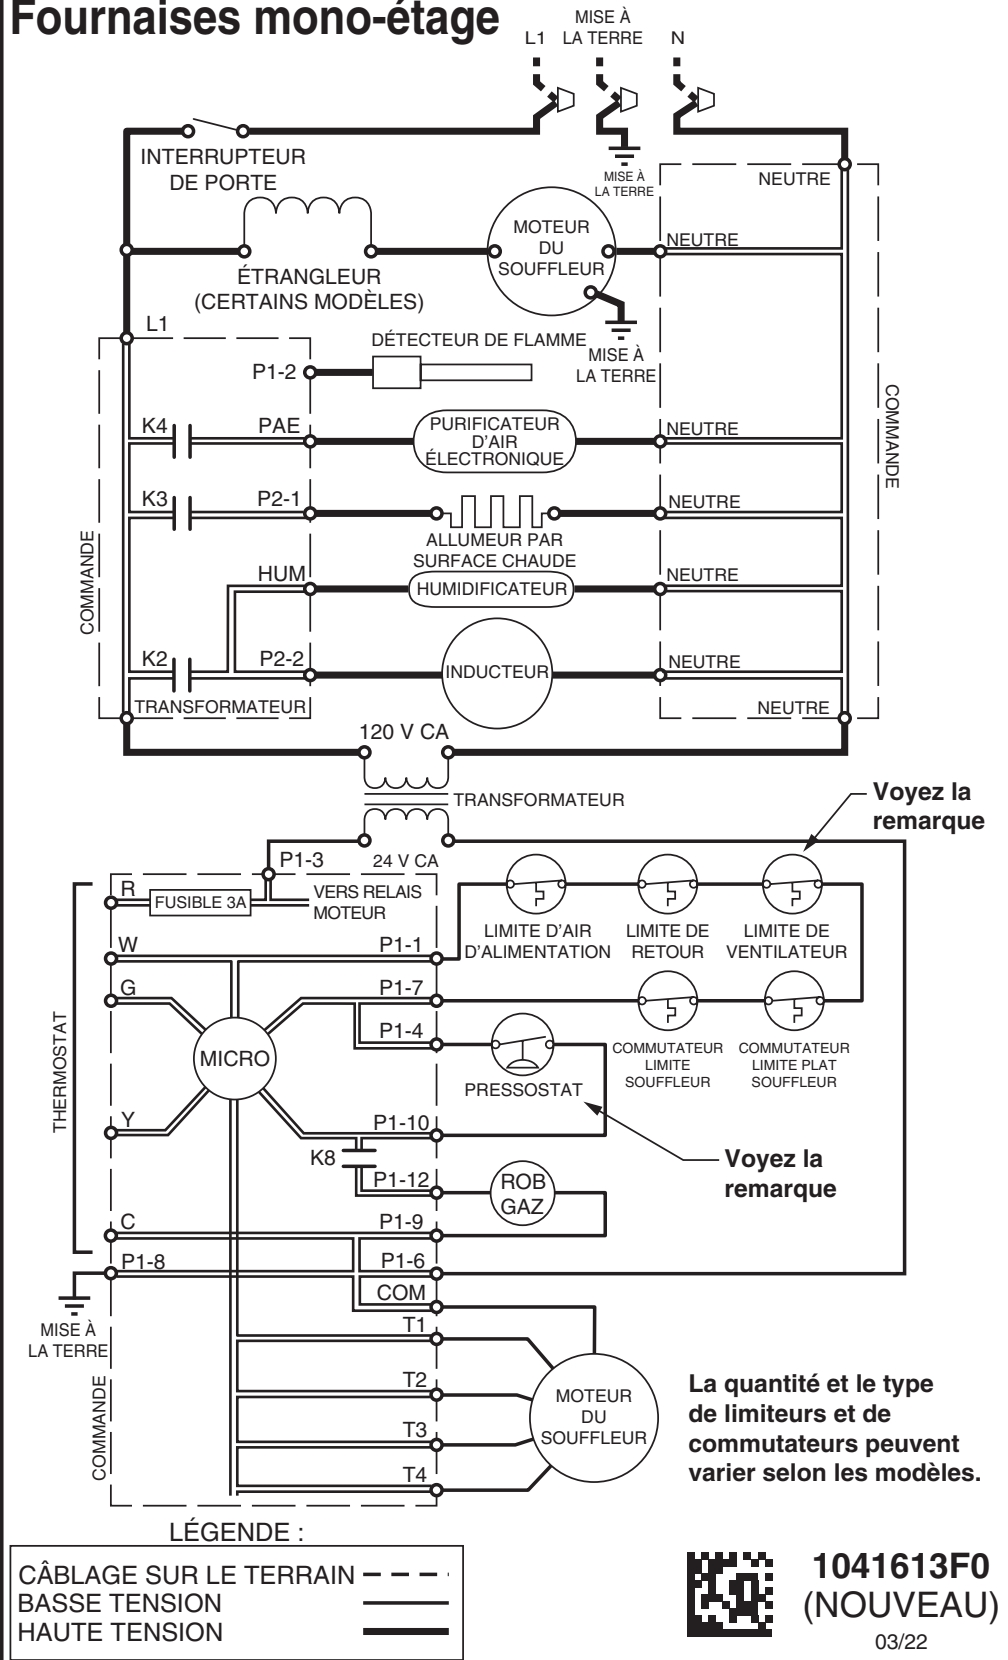 Fournaises mono-étage
L1
MISE À
LA TERRE
N
INTERRUPTEUR
DE PORTE
MISE À
LA TERRE
NEUTRE
MOTEUR
DU
SOUFFLEUR
NEUTRE
ÉTRANGLEUR
(CERTAINS MODÈLES)
L1
DÉTECTEUR DE FLAMME
MISE À
LA TERRE
P1-2
COMMANDE
K4
PAE
PURIFICATEUR
D'AIR
ÉLECTRONIQUE
NEUTRE
K3
P2-1
NEUTRE
ALLUMEUR PAR
SURFACE CHAUDE
COMMANDE
HUM
HUMIDIFICATEUR
NEUTRE
K2
P2-2
INDUCTEUR
NEUTRE
TRANSFORMATEUR
NEUTRE
120 V CA
TRANSFORMATEUR
Voyez la
remarque
P1-3
24 V CA
R
FUSIBLE 3A
VERS RELAIS
MOTEUR
LIMITE D'AIR
D'ALIMENTATION
LIMITE DE
RETOUR
LIMITE DE
VENTILATEUR
W
P1-1
G
P1-7
P1-4
THERMOSTAT
MICRO
PRESSOSTAT
COMMUTATEUR
LIMITE
SOUFFLEUR
COMMUTATEUR
LIMITE PLAT
SOUFFLEUR
Y
P1-10
K8
P1-12
ROB
GAZ
Voyez la
remarque
C
P1-9
P1-8
P1-6
COM
MISE À
LA TERRE
T1
T2
T3
T4
COMMANDE
MOTEUR
DU
SOUFFLEUR
La quantité et le type
de limiteurs et de
commutateurs peuvent
varier selon les modèles.
LÉGENDE :
CÂBLAGE SUR LE TERRAIN
BASSE TENSION
HAUTE TENSION
1041613F0
(NOUVEAU)
03/22